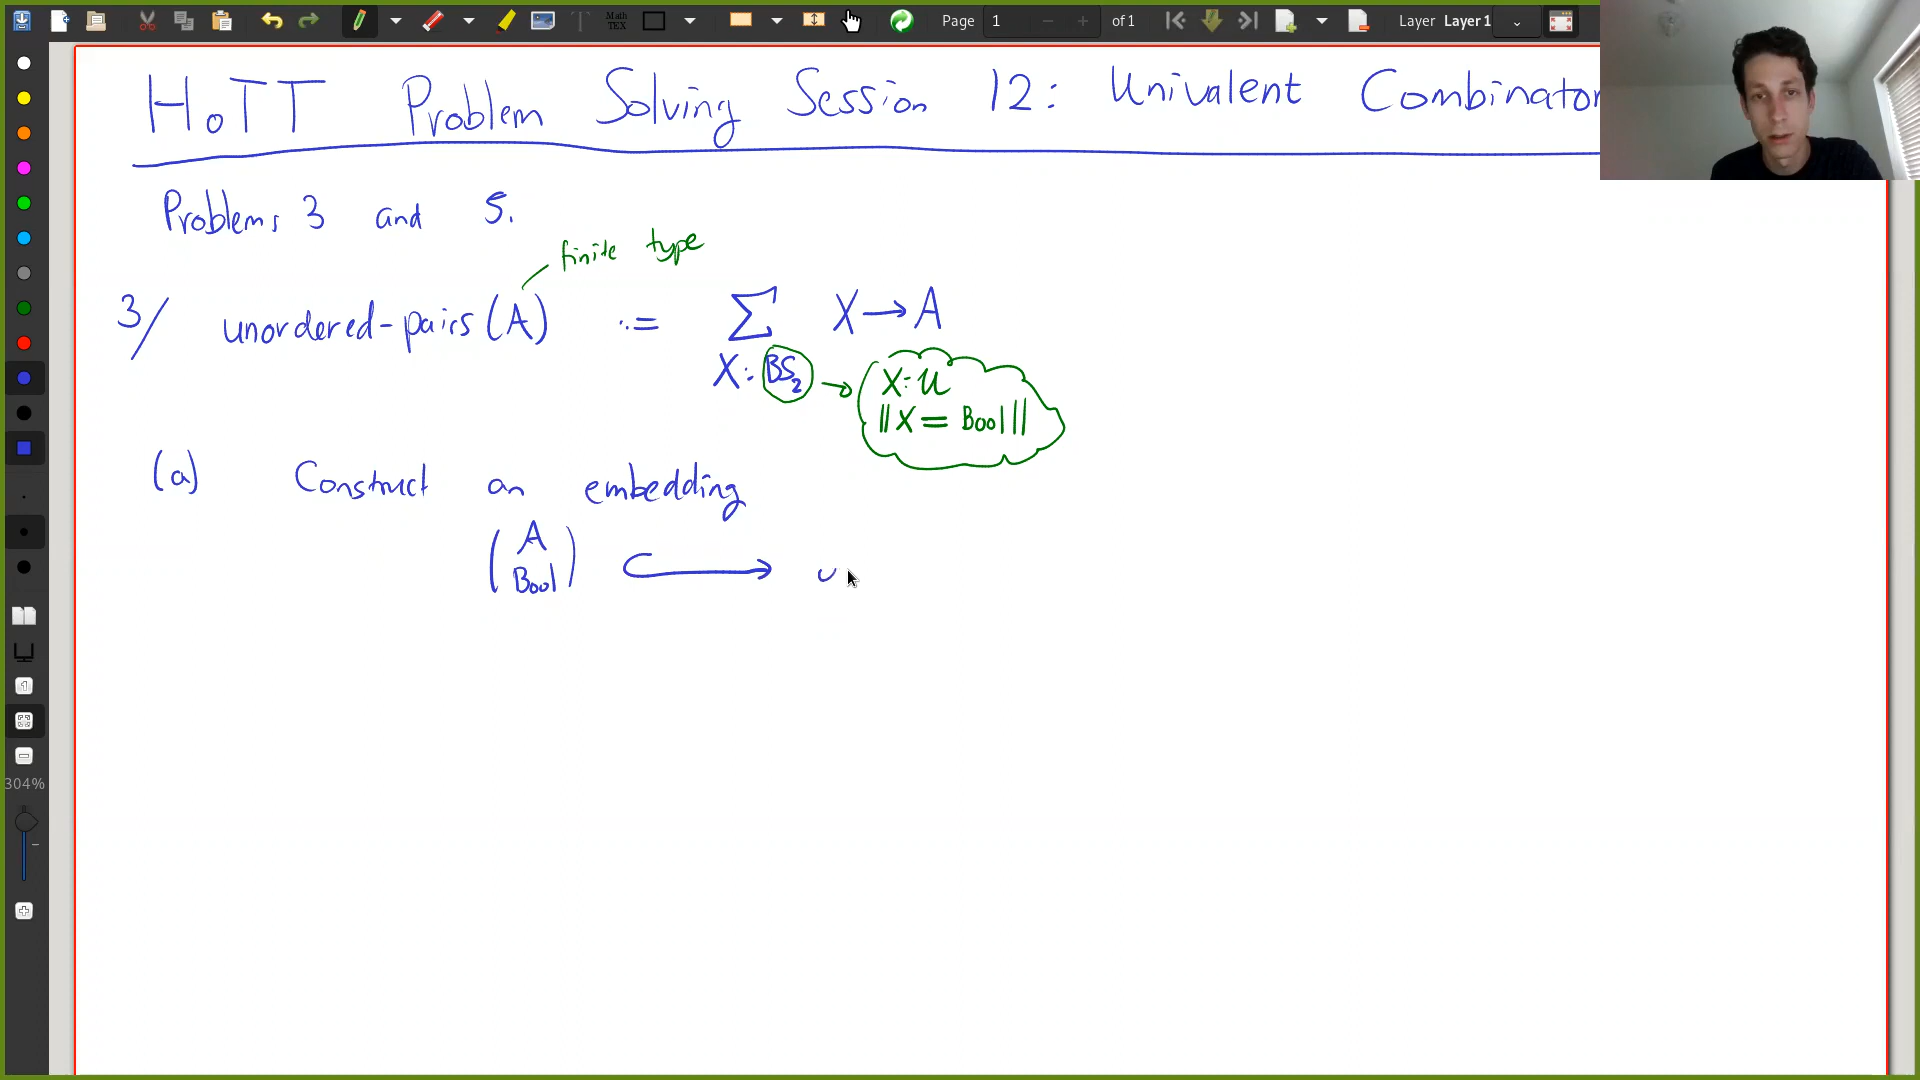 Page 1 of 1 Layer Layer 1
HoTT Problem Solving Session 12: Univalent Combinator
Problems 3 and 5.
finite type
3/ unordered-pairs (A) := Σ X → A
X : BS₂
X : U
|| X = Bool ||
(a) Construct an embedding
(A
Bool) ↪ u
304%